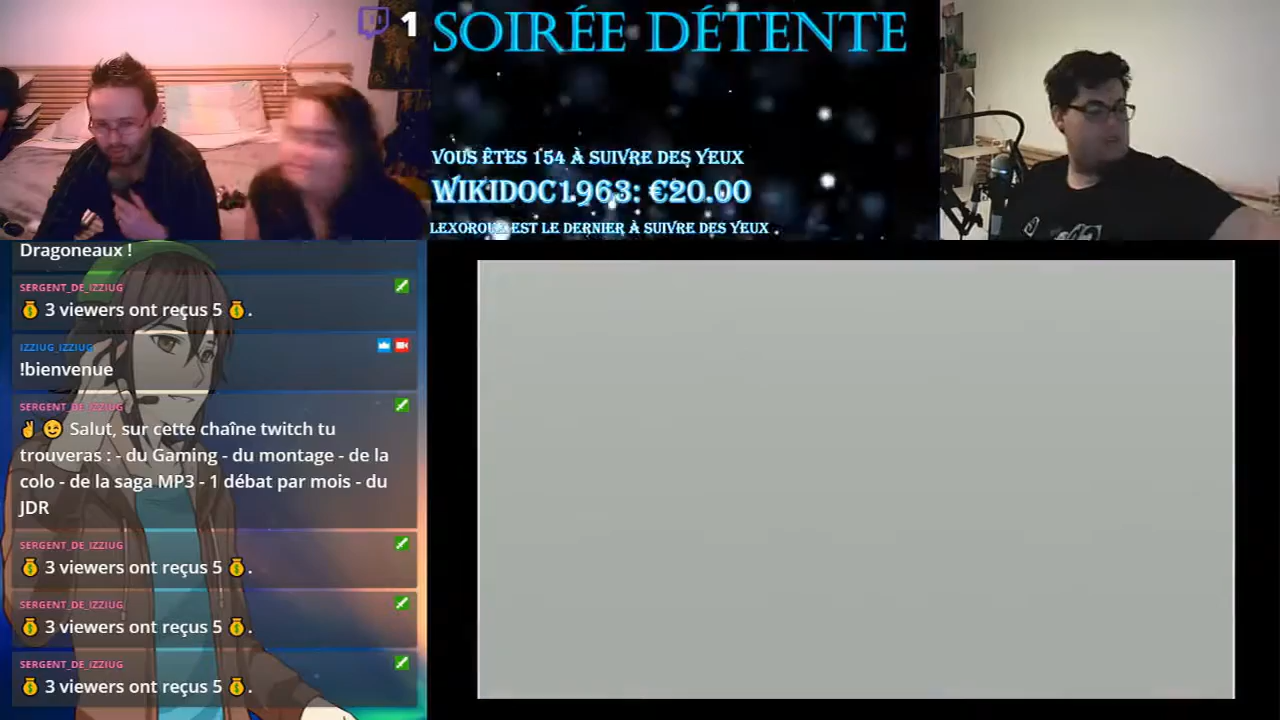 1
SOIRÉE DÉTENTE
VOUS ÊTES 154 À SUIVRE DES YEUX
WIKIDOC1963: €20.00
EST LE DERNIER À SUIVRE DES YEUX
Dragoneaux !
SERGENT_DE_IZZIUG
3 viewers ont reçus 5 .
IZZIUG_IZZIUG
!bienvenue
SERGENT_DE_IZZIUG
Salut, sur cette chaîne twitch tu
trouveras : - du Gaming - du montage - de la
colo - de la saga MP3 - 1 débat par mois - du
JDR
SERGENT_DE_IZZIUG
3 viewers ont reçus 5 .
SERGENT_DE_IZZIUG
3 viewers ont reçus 5 .
SERGENT_DE_IZZIUG
3 viewers ont reçus 5 .